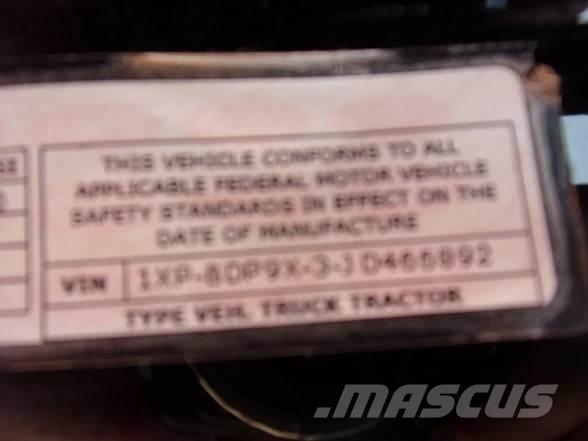 THIS VEHICLE CONFORMS TO ALL
APPLICABLE FEDERAL MOTOR VEHICLE
SAFETY STANDARDS IN EFFECT ON THE
DATE OF MANUFACTURE
VIN 1XP-8DP9X-3-JD466892
TYPE VEH. TRUCK TRACTOR
MASCUS